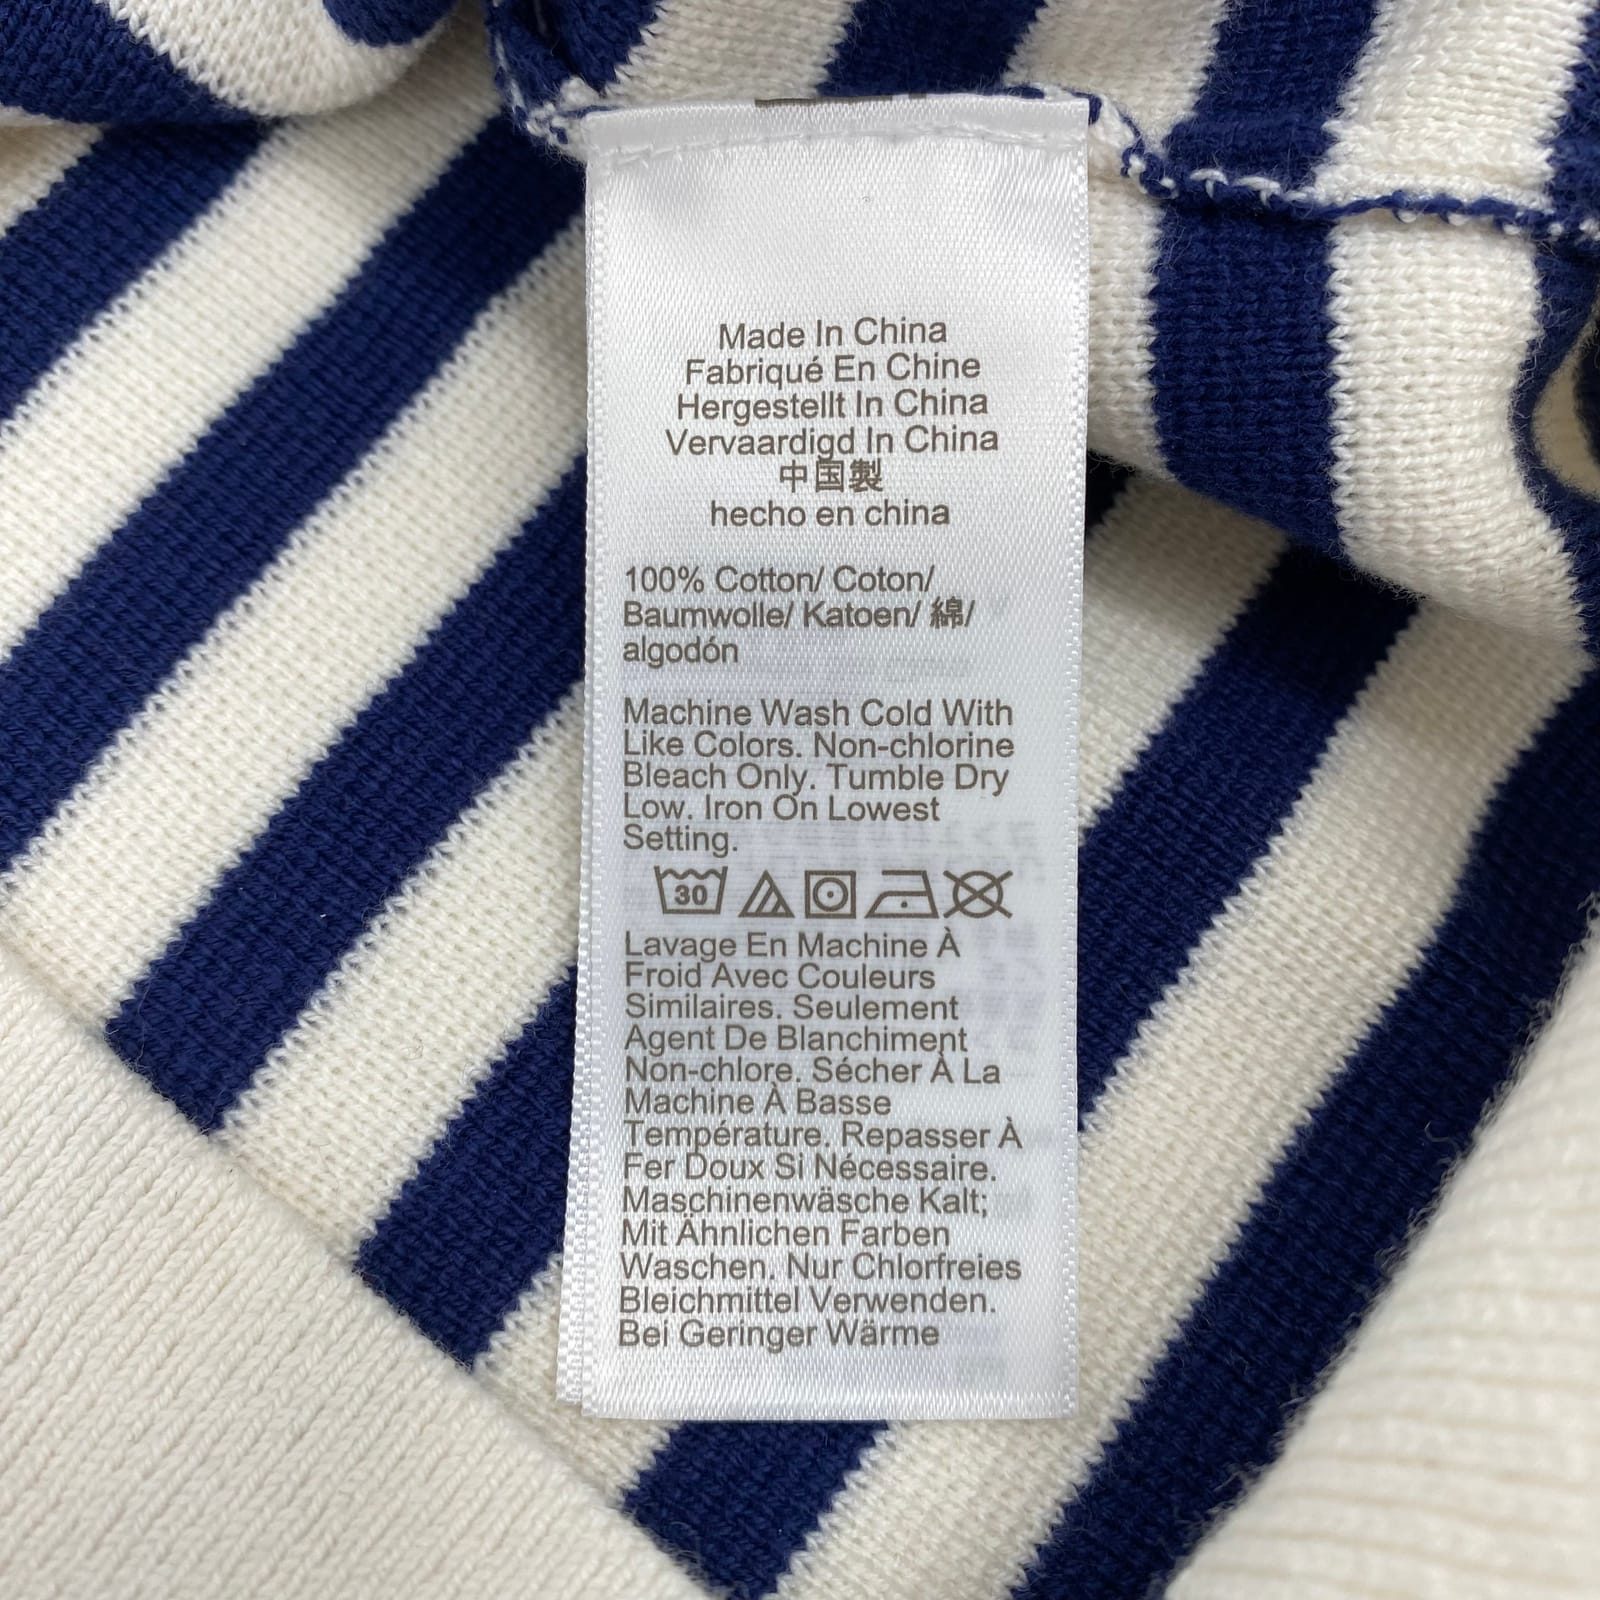 Made In China
Fabriqué En Chine
Hergestellt In China
Vervaardigd In China
中国製
hecho en china
100% Cotton/ Coton/
Baumwolle/ Katoen/ 綿/
algodón
Machine Wash Cold With
Like Colors. Non-chlorine
Bleach Only. Tumble Dry
Low. Iron On Lowest
Setting.
30
Lavage En Machine À
Froid Avec Couleurs
Similaires. Seulement
Agent De Blanchiment
Non-chlore. Sécher À La
Machine À Basse
Température. Repasser À
Fer Doux Si Nécessaire.
Maschinenwäsche Kalt;
Mit Ähnlichen Farben
Waschen. Nur Chlorfreies
Bleichmittel Verwenden.
Bei Geringer Wärme